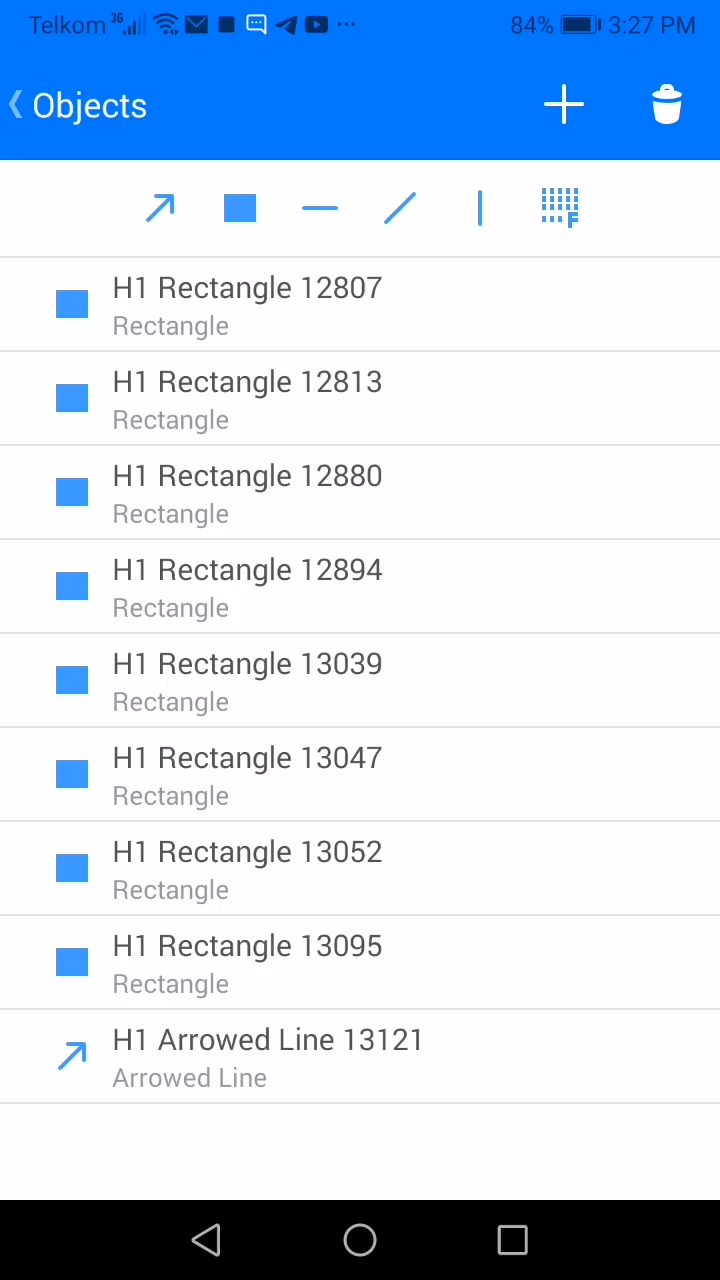 Telkom 3G 84% 3:27 PM
Objects
F
H1 Rectangle 12807
Rectangle
H1 Rectangle 12813
Rectangle
H1 Rectangle 12880
Rectangle
H1 Rectangle 12894
Rectangle
H1 Rectangle 13039
Rectangle
H1 Rectangle 13047
Rectangle
H1 Rectangle 13052
Rectangle
H1 Rectangle 13095
Rectangle
H1 Arrowed Line 13121
Arrowed Line